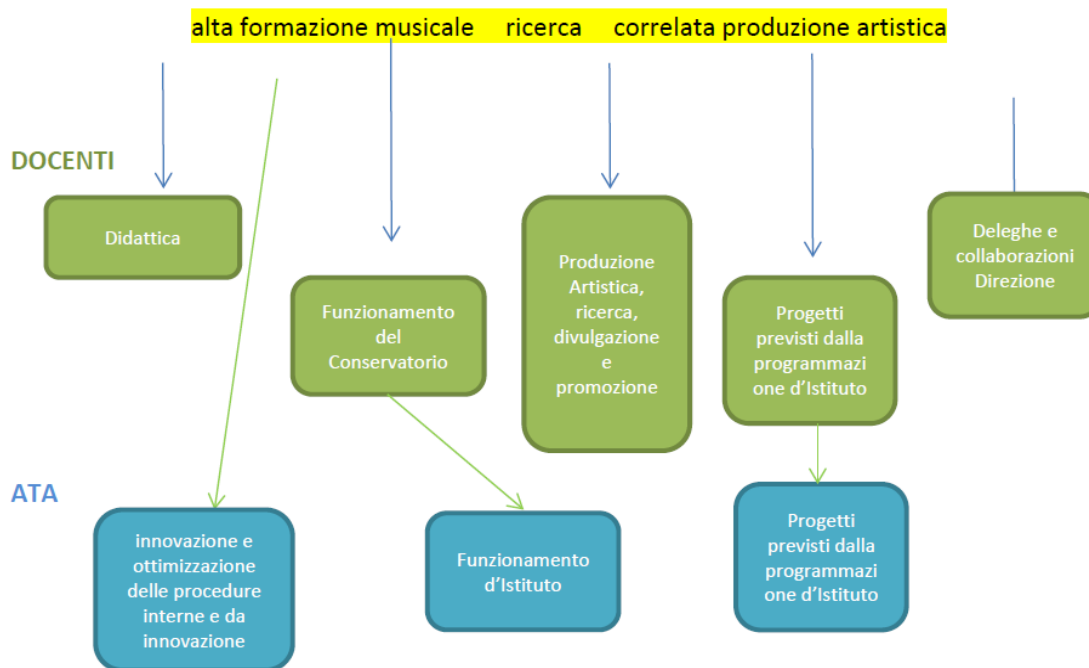 alta formazione musicale ricerca correlata produzione artistica
DOCENTI
Didattica
Funzionamento
del
Conservatorio
Produzione
Artistica,
ricerca,
divulgazione
e
promozione
Progetti
previsti dalla
programmazi
one d’Istituto
Deleghe e
collaborazioni
Direzione
ATA
innovazione e
ottimizzazione
delle procedure
interne e da
innovazione
Funzionamento
d’Istituto
Progetti
previsti dalla
programmazi
one d’Istituto